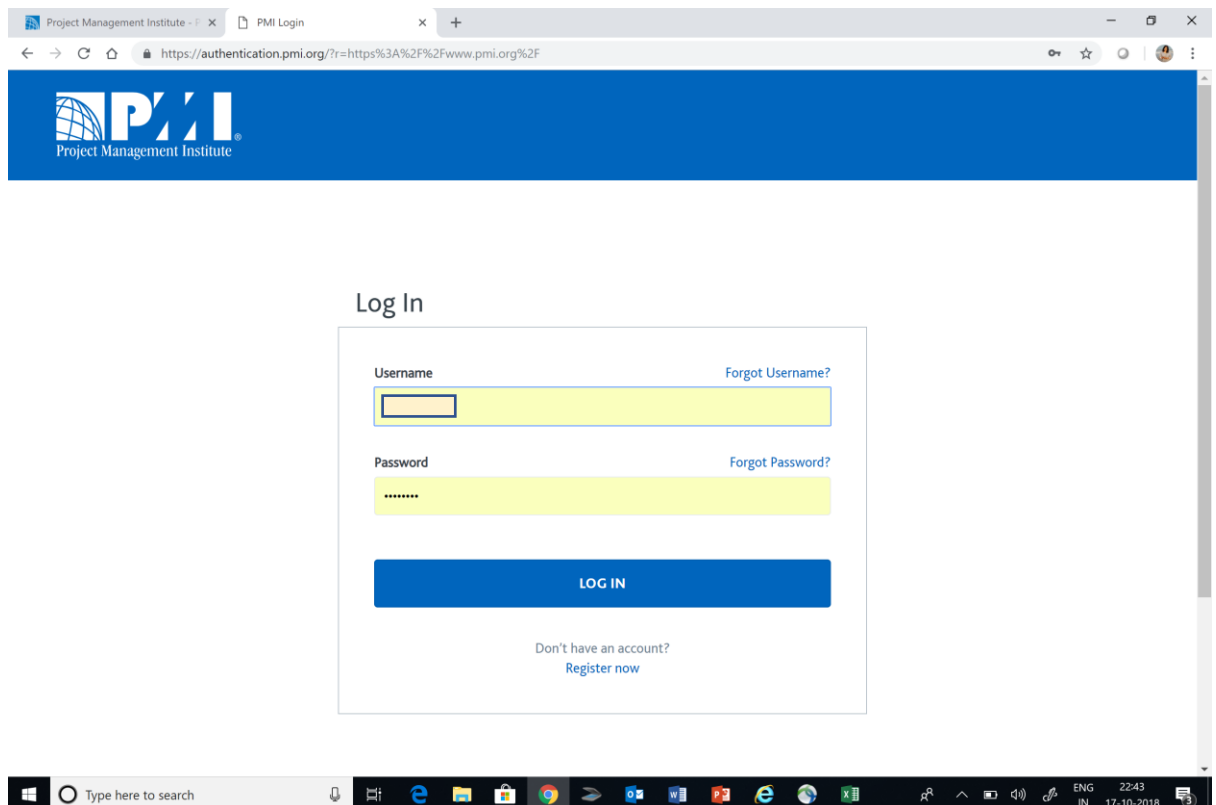 Project Management Institute - P
PMI Login
https://authentication.pmi.org/?r=https%3A%2F%2Fwww.pmi.org%2F
PMI®
Project Management Institute
Log In
Username Forgot Username?
Password Forgot Password?
••••••••
LOG IN
Don't have an account?
Register now
Type here to search
ENG 22:43
IN 17-10-2018